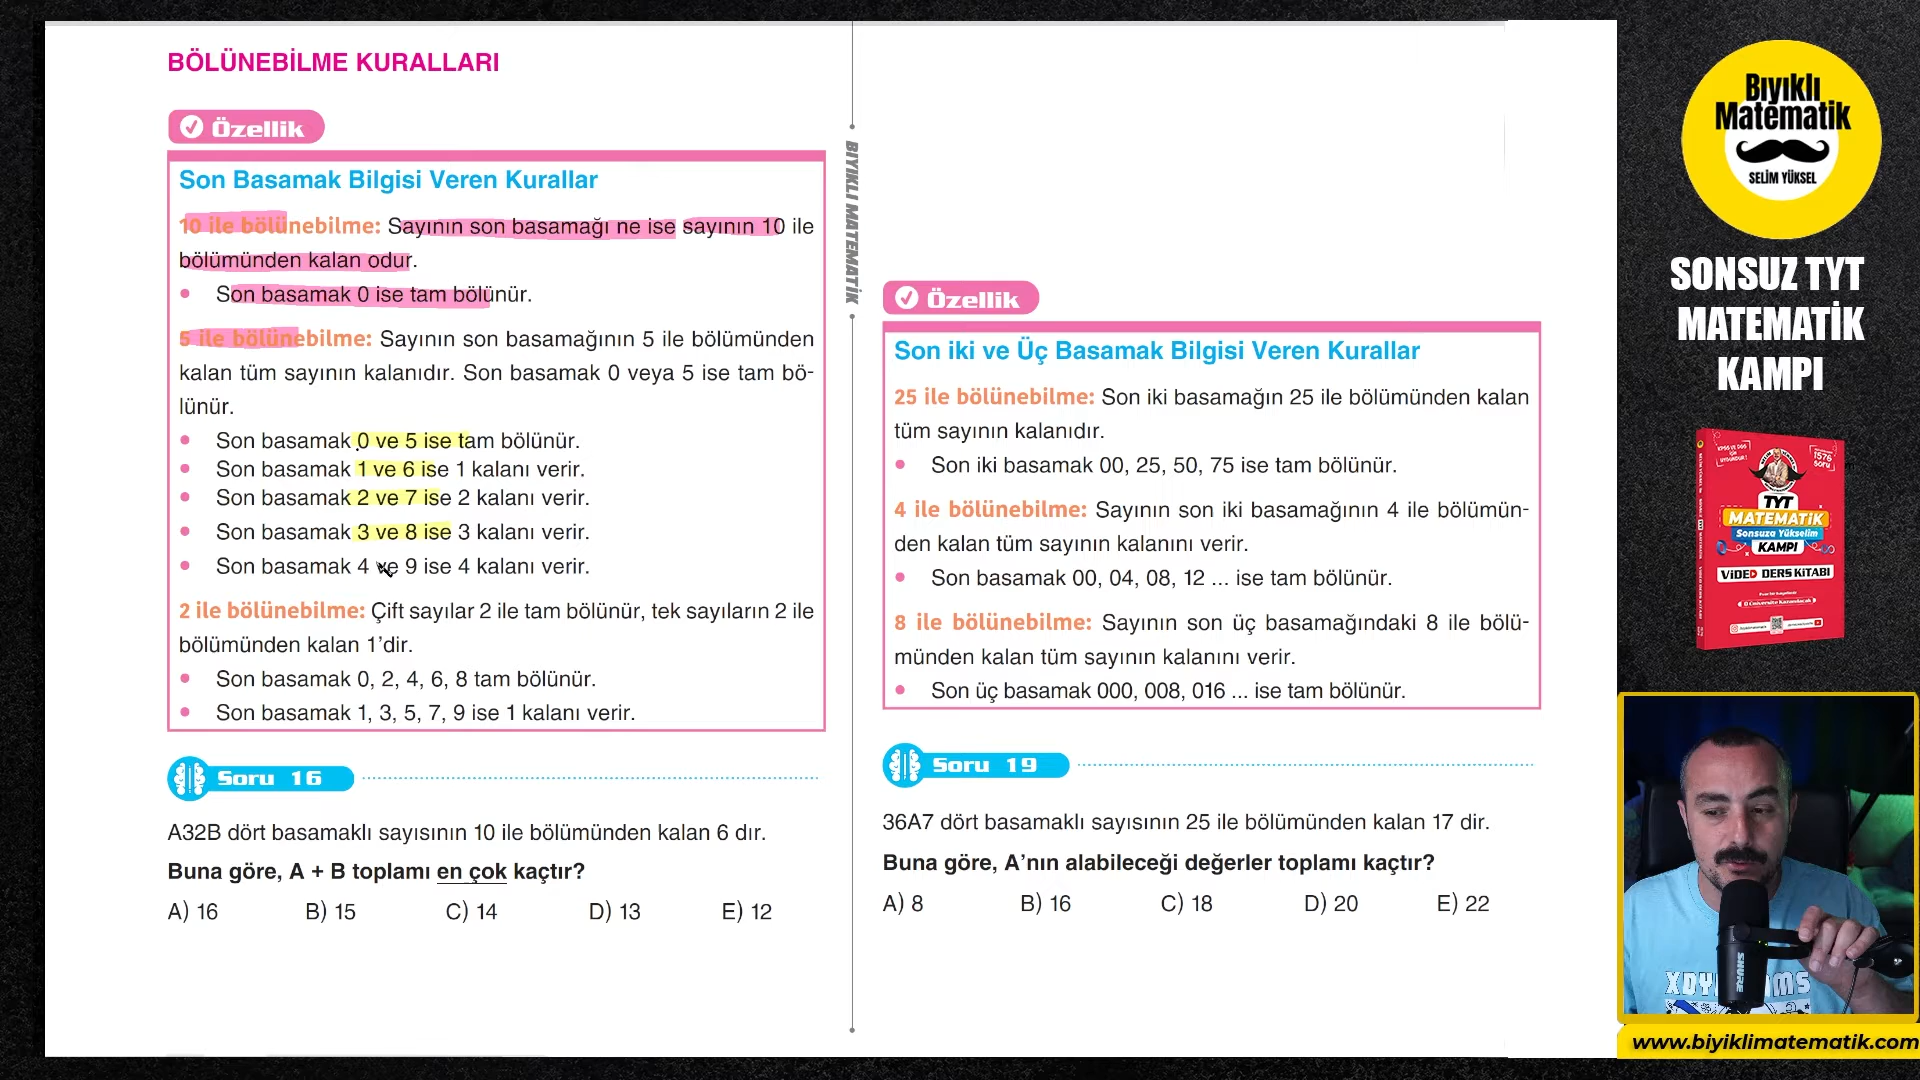 BÖLÜNEBİLME KURALLARI
Özellik
Son Basamak Bilgisi Veren Kurallar
10 ile bölünebilme: Sayının son basamağı ne ise sayının 10 ile
bölümünden kalan odur.
• Son basamak 0 ise tam bölünür.
5 ile bölünebilme: Sayının son basamağının 5 ile bölümünden
kalan tüm sayının kalanıdır. Son basamak 0 veya 5 ise tam bö-
lünür.
• Son basamak 0 ve 5 ise tam bölünür.
• Son basamak 1 ve 6 ise 1 kalanı verir.
• Son basamak 2 ve 7 ise 2 kalanı verir.
• Son basamak 3 ve 8 ise 3 kalanı verir.
• Son basamak 4 ve 9 ise 4 kalanı verir.
2 ile bölünebilme: Çift sayılar 2 ile tam bölünür, tek sayıların 2 ile
bölümünden kalan 1'dir.
• Son basamak 0, 2, 4, 6, 8 tam bölünür.
• Son basamak 1, 3, 5, 7, 9 ise 1 kalanı verir.
Soru 16
A32B dört basamaklı sayısının 10 ile bölümünden kalan 6 dır.
Buna göre, A + B toplamı en çok kaçtır?
A) 16 B) 15 C) 14 D) 13 E) 12
BIYIKLI MATEMATİK
Özellik
Son iki ve Üç Basamak Bilgisi Veren Kurallar
25 ile bölünebilme: Son iki basamağın 25 ile bölümünden kalan
tüm sayının kalanıdır.
• Son iki basamak 00, 25, 50, 75 ise tam bölünür.
4 ile bölünebilme: Sayının son iki basamağının 4 ile bölümün-
den kalan tüm sayının kalanını verir.
• Son basamak 00, 04, 08, 12 ... ise tam bölünür.
8 ile bölünebilme: Sayının son üç basamağındaki 8 ile bölü-
münden kalan tüm sayının kalanını verir.
• Son üç basamak 000, 008, 016 ... ise tam bölünür.
Soru 19
36A7 dört basamaklı sayısının 25 ile bölümünden kalan 17 dir.
Buna göre, A'nın alabileceği değerler toplamı kaçtır?
A) 8 B) 16 C) 18 D) 20 E) 22
Bıyıklı
Matematik
SELİM YÜKSEL
SONSUZ TYT
MATEMATİK
KAMPI
1576
soru
TYT
MATEMATİK
Sonsuza Yükselim
KAMPI
VİDEO DERS KİTABI
SHURE
www.biyiklimatematik.com